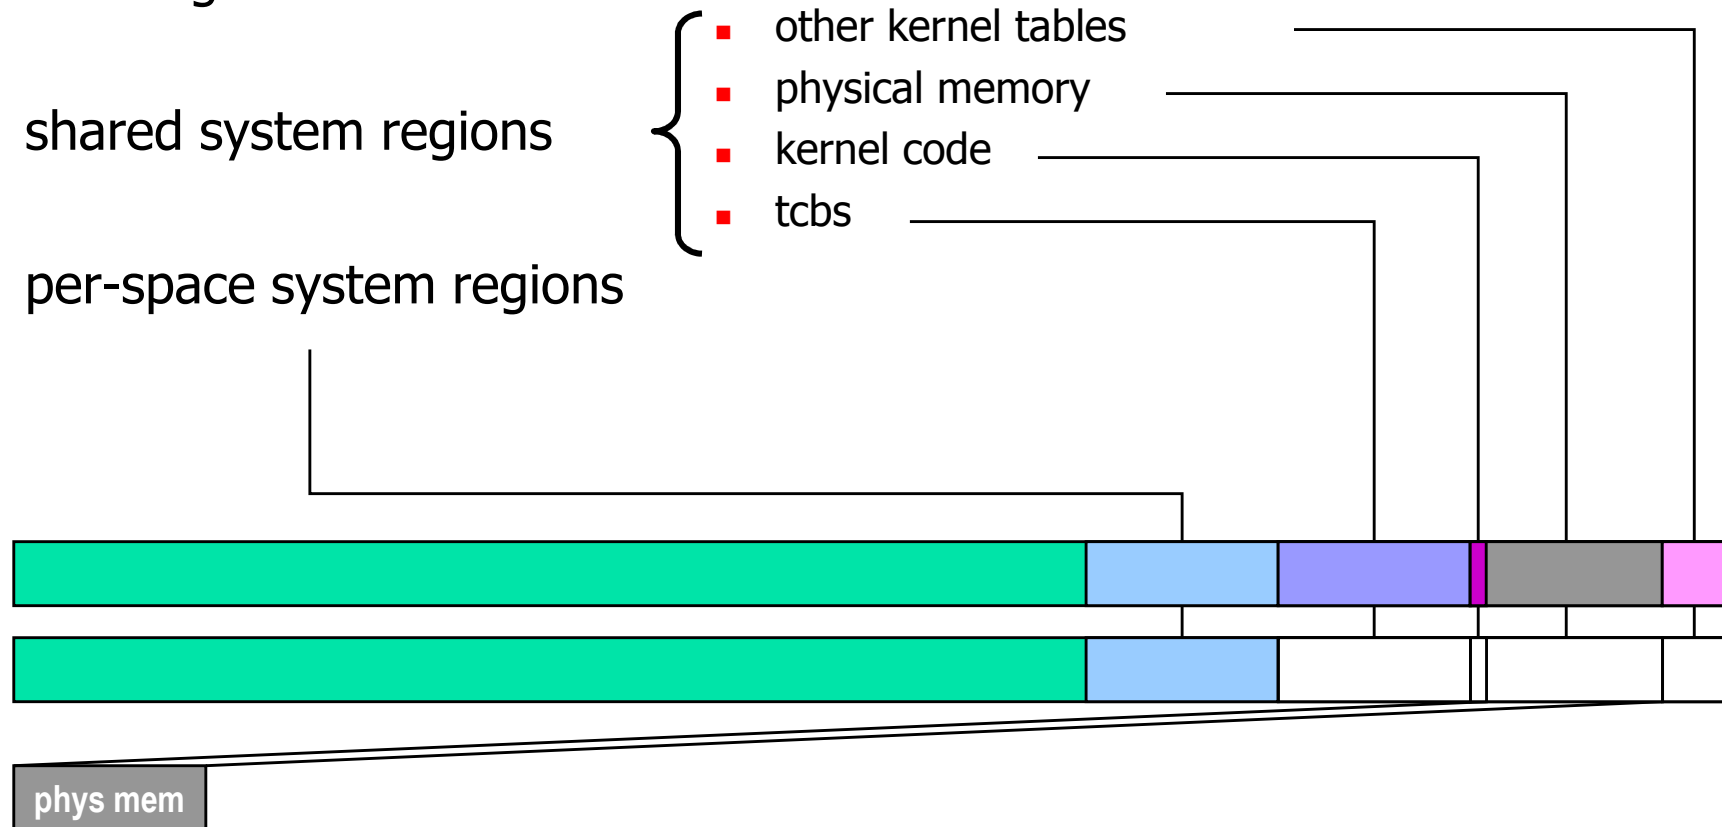 shared system regions
other kernel tables
physical memory
kernel code
tcbs
per-space system regions
phys mem